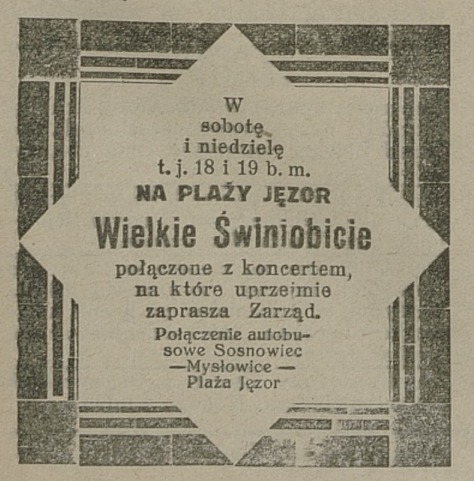 W
sobotę
i niedzielę
t. j. 18 i 19 b. m.
NA PLAŻY JĘZOR
Wielkie Świniobicie
połączone z koncertem,
na które uprzejmie
zaprasza Zarząd.
Połączenie autobu-
sowe Sosnowiec
—Mysłowice —
Plaża Jęzor